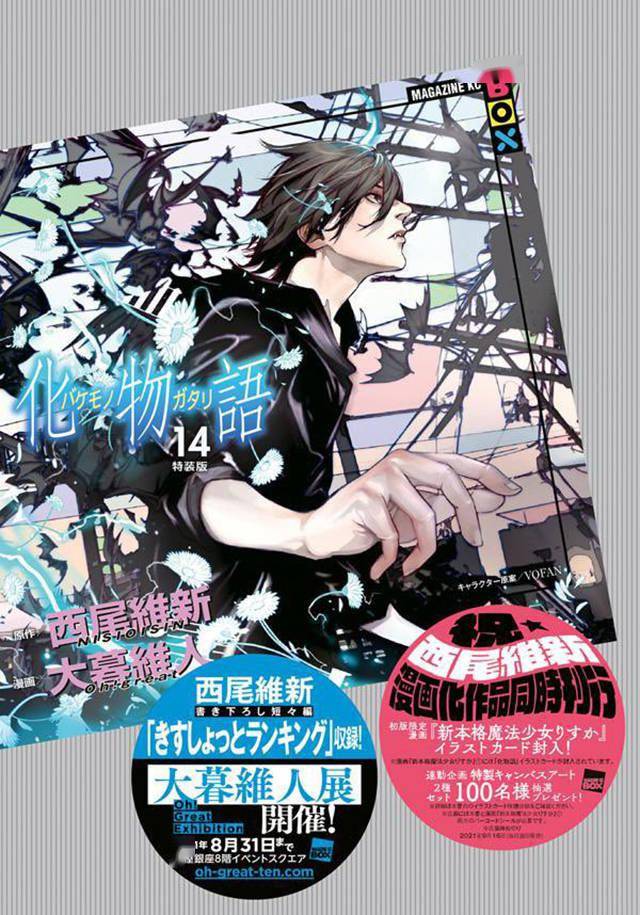 MAGAZINE KC
BOX
化物語
バケモノガタリ
14
特装版
キャラクター原案/VOFAN
原作
西尾維新
NISIOISIN
漫画
大暮維人
oh!great
西尾維新
書き下ろし短々編
「きすしょっとランキング」収録!
大暮維人展
Oh!
Great
Exhibition
開催!
年8月31日まで
銀座8階イベントスクエア
oh-great-ten.com
祝★
西尾維新
漫画化作品同時刊行
初版限定
漫画
『新本格魔法少女りすか』
イラストカード封入!
連動企画 特製キャンバスアート
2種セット100名様抽選プレゼント!